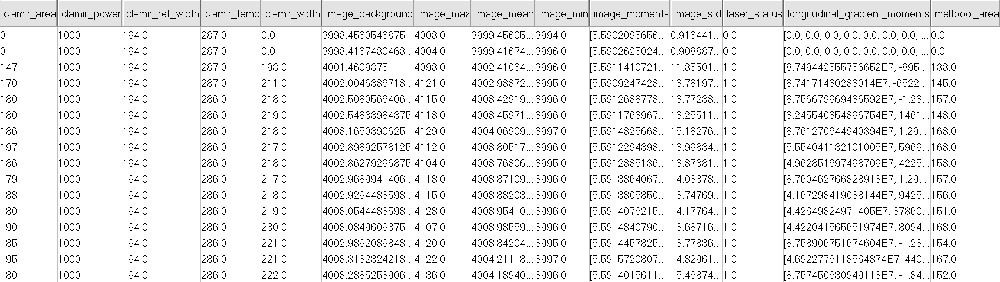 clamir_area clamir_power clamir_ref_width clamir_temp clamir_width image_background image_max image_mean image_min image_moments image_std laser_status longitudinal_gradient_moments meltpool_area
0 1000 194.0 287.0 0.0 3998.4560546875 4003.0 3999.45605... 3994.0 [5.5902095656... 0.916441... 0.0 [0.0, 0.0, 0.0, 0.0, 0.0, 0.0, 0.0, ... 0.0
0 1000 194.0 287.0 0.0 3998.4167480468... 4004.0 3999.41674... 3996.0 [5.5902625024... 0.908887... 0.0 [0.0, 0.0, 0.0, 0.0, 0.0, 0.0, 0.0, ... 0.0
147 1000 194.0 287.0 193.0 4001.4609375 4093.0 4002.41064... 3996.0 [5.5911410721... 11.85501... 1.0 [8.749442555756652E7, -895... 138.0
170 1000 194.0 287.0 211.0 4002.0046386718... 4121.0 4002.93872... 3995.0 [5.5909247423... 13.78197... 1.0 [8.74171430233014E7, -6522... 145.0
180 1000 194.0 286.0 218.0 4002.5080566406... 4115.0 4003.42919... 3996.0 [5.5912688773... 13.77238... 1.0 [8.756679969436592E7, -1.23... 157.0
180 1000 194.0 286.0 219.0 4002.54833984375 4113.0 4003.45971... 3996.0 [5.5911763967... 13.25511... 1.0 [3.245540354896754E7, 1461... 148.0
186 1000 194.0 286.0 218.0 4003.1650390625 4129.0 4004.06909... 3997.0 [5.5914325663... 15.18276... 1.0 [8.761270644940394E7, 1.29... 163.0
197 1000 194.0 286.0 217.0 4002.89892578125 4112.0 4003.80517... 3996.0 [5.5912294398... 13.99834... 1.0 [5.554041132101005E7, 5969... 168.0
186 1000 194.0 286.0 218.0 4002.86279296875 4104.0 4003.76806... 3996.0 [5.5912885136... 13.37381... 1.0 [4.962851697498709E7, 4225... 158.0
179 1000 194.0 286.0 217.0 4002.9689941406... 4118.0 4003.87109... 3996.0 [5.5913864067... 14.03378... 1.0 [8.760462766328913E7, 1.29... 157.0
183 1000 194.0 286.0 218.0 4002.9294433593... 4115.0 4003.83203... 3996.0 [5.5913805850... 13.74769... 1.0 [4.167298419038144E7, 9425... 156.0
180 1000 194.0 286.0 219.0 4003.0544433593... 4123.0 4003.95410... 3996.0 [5.5914076215... 14.17764... 1.0 [4.42649324971405E7, 37860... 151.0
190 1000 194.0 286.0 230.0 4003.0849609375 4107.0 4003.98559... 3996.0 [5.5914840790... 13.68716... 1.0 [4.422041565651974E7, 8094... 168.0
185 1000 194.0 286.0 221.0 4002.9392089843... 4120.0 4003.84204... 3995.0 [5.5914457825... 13.77836... 1.0 [8.758906751674604E7, -1.23... 154.0
195 1000 194.0 286.0 221.0 4003.3132324218... 4122.0 4004.21118... 3997.0 [5.5915720807... 14.82961... 1.0 [4.6922776118564874E7, 440... 167.0
180 1000 194.0 286.0 222.0 4003.2385253906... 4136.0 4004.13940... 3996.0 [5.5914015611... 15.46874... 1.0 [8.757450630949113E7, -1.34... 152.0